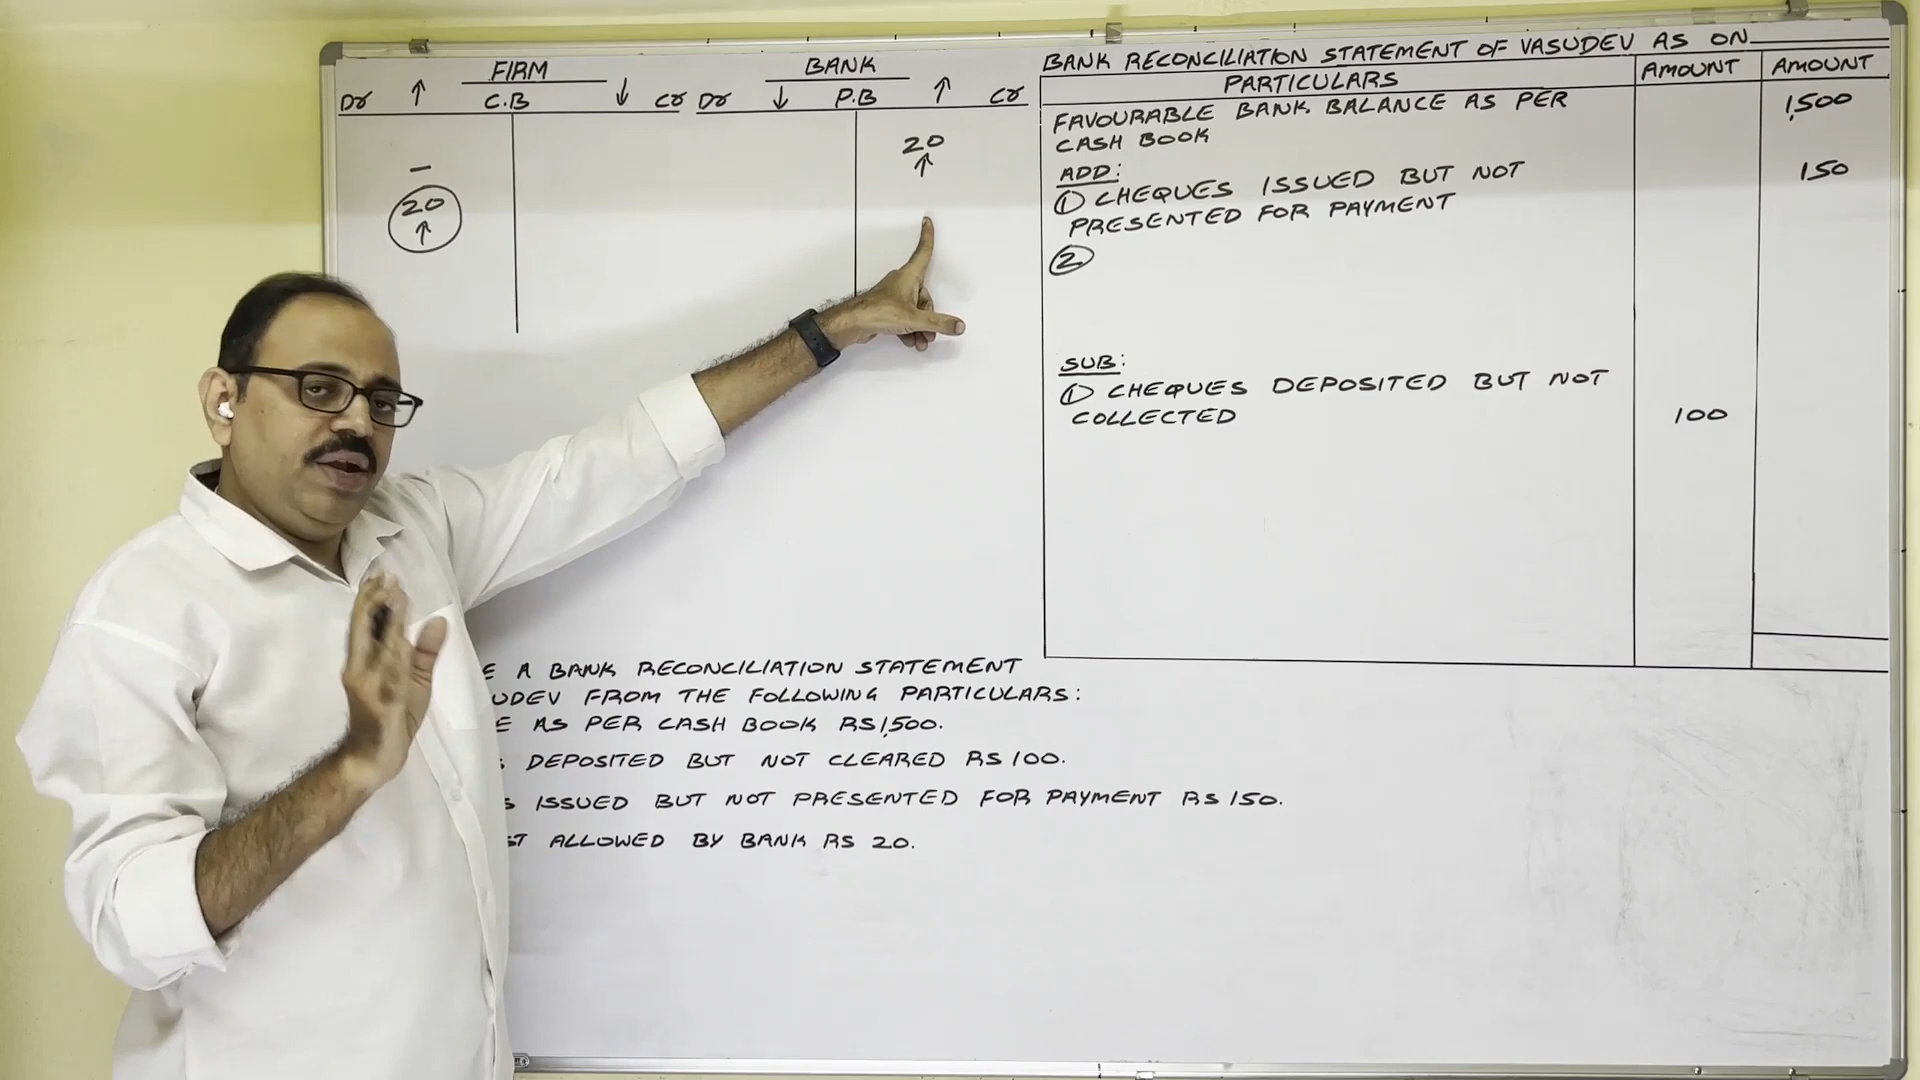 FIRM
Dr ↑ C.B ↓ Cr
–
20
↑
BANK
Dr ↓ P.B ↑ Cr
20
↑
BANK RECONCILIATION STATEMENT OF VASUDEV AS ON
PARTICULARS AMOUNT AMOUNT
FAVOURABLE BANK BALANCE AS PER 1,500
CASH BOOK
ADD:
① CHEQUES ISSUED BUT NOT 150
PRESENTED FOR PAYMENT
②
SUB:
① CHEQUES DEPOSITED BUT NOT
COLLECTED 100
A BANK RECONCILIATION STATEMENT
FROM THE FOLLOWING PARTICULARS:
AS PER CASH BOOK RS1,500.
DEPOSITED BUT NOT CLEARED RS 100.
ISSUED BUT NOT PRESENTED FOR PAYMENT RS 150.
ALLOWED BY BANK RS 20.